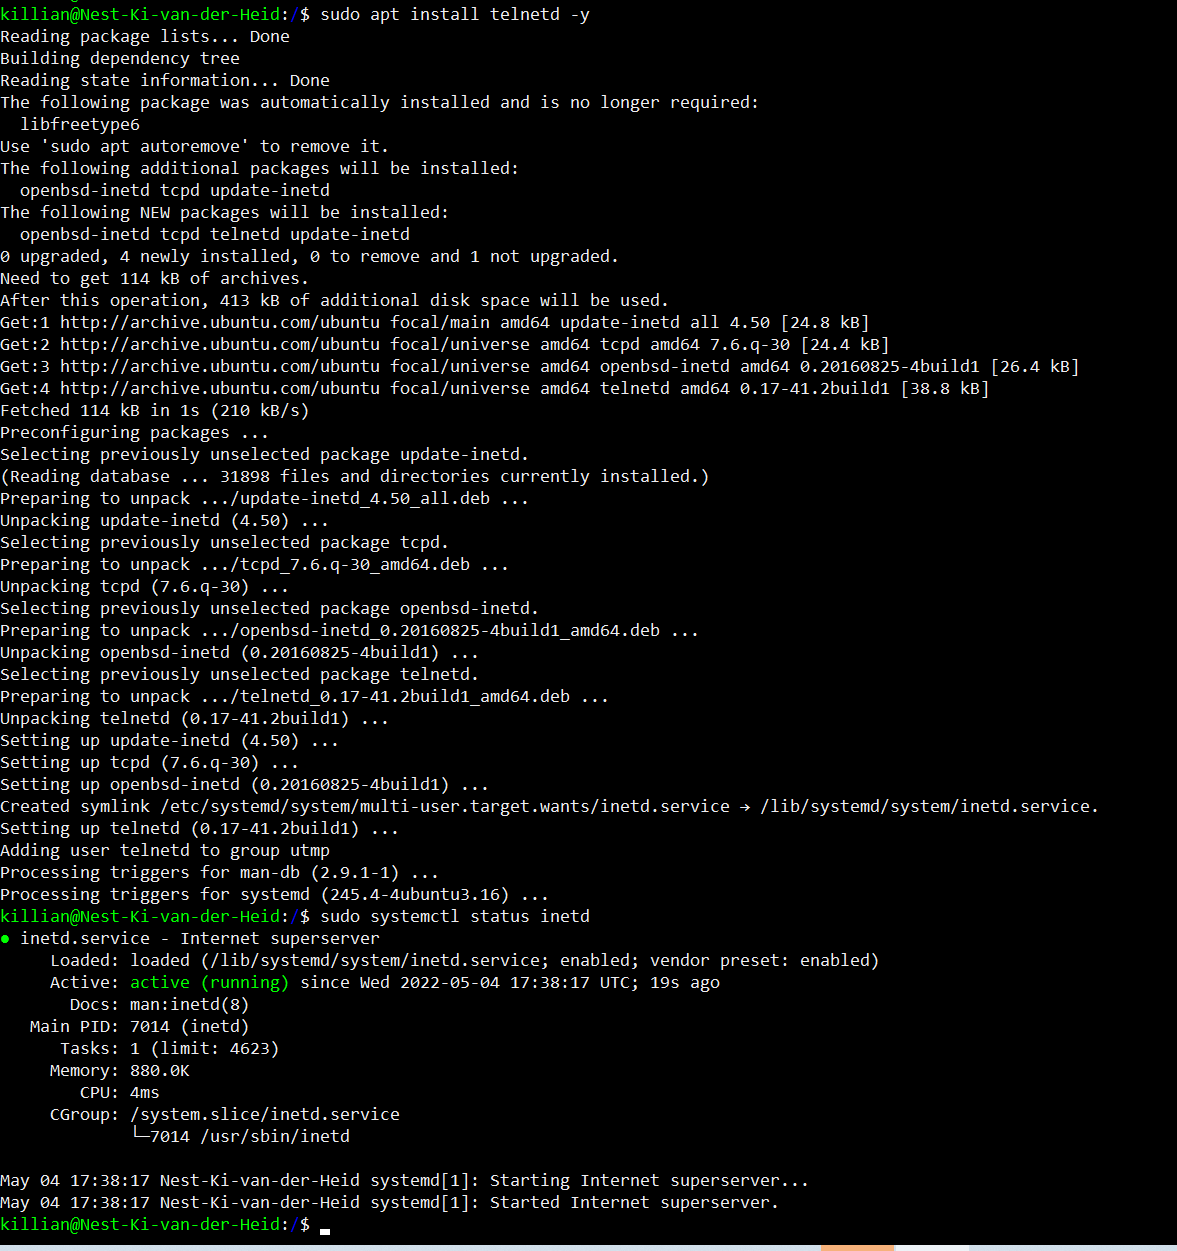 killian@Nest-Ki-van-der-Heid:/$ sudo apt install telnetd -y
Reading package lists... Done
Building dependency tree
Reading state information... Done
The following package was automatically installed and is no longer required:
  libfreetype6
Use 'sudo apt autoremove' to remove it.
The following additional packages will be installed:
  openbsd-inetd tcpd update-inetd
The following NEW packages will be installed:
  openbsd-inetd tcpd telnetd update-inetd
0 upgraded, 4 newly installed, 0 to remove and 1 not upgraded.
Need to get 114 kB of archives.
After this operation, 413 kB of additional disk space will be used.
Get:1 http://archive.ubuntu.com/ubuntu focal/main amd64 update-inetd all 4.50 [24.8 kB]
Get:2 http://archive.ubuntu.com/ubuntu focal/universe amd64 tcpd amd64 7.6.q-30 [24.4 kB]
Get:3 http://archive.ubuntu.com/ubuntu focal/universe amd64 openbsd-inetd amd64 0.20160825-4build1 [26.4 kB]
Get:4 http://archive.ubuntu.com/ubuntu focal/universe amd64 telnetd amd64 0.17-41.2build1 [38.8 kB]
Fetched 114 kB in 1s (210 kB/s)
Preconfiguring packages ...
Selecting previously unselected package update-inetd.
(Reading database ... 31898 files and directories currently installed.)
Preparing to unpack .../update-inetd_4.50_all.deb ...
Unpacking update-inetd (4.50) ...
Selecting previously unselected package tcpd.
Preparing to unpack .../tcpd_7.6.q-30_amd64.deb ...
Unpacking tcpd (7.6.q-30) ...
Selecting previously unselected package openbsd-inetd.
Preparing to unpack .../openbsd-inetd_0.20160825-4build1_amd64.deb ...
Unpacking openbsd-inetd (0.20160825-4build1) ...
Selecting previously unselected package telnetd.
Preparing to unpack .../telnetd_0.17-41.2build1_amd64.deb ...
Unpacking telnetd (0.17-41.2build1) ...
Setting up update-inetd (4.50) ...
Setting up tcpd (7.6.q-30) ...
Setting up openbsd-inetd (0.20160825-4build1) ...
Created symlink /etc/systemd/system/multi-user.target.wants/inetd.service → /lib/systemd/system/inetd.service.
Setting up telnetd (0.17-41.2build1) ...
Adding user telnetd to group utmp
Processing triggers for man-db (2.9.1-1) ...
Processing triggers for systemd (245.4-4ubuntu3.16) ...
killian@Nest-Ki-van-der-Heid:/$ sudo systemctl status inetd
● inetd.service - Internet superserver
     Loaded: loaded (/lib/systemd/system/inetd.service; enabled; vendor preset: enabled)
     Active: active (running) since Wed 2022-05-04 17:38:17 UTC; 19s ago
       Docs: man:inetd(8)
   Main PID: 7014 (inetd)
      Tasks: 1 (limit: 4623)
     Memory: 880.0K
        CPU: 4ms
     CGroup: /system.slice/inetd.service
             └─7014 /usr/sbin/inetd
May 04 17:38:17 Nest-Ki-van-der-Heid systemd[1]: Starting Internet superserver...
May 04 17:38:17 Nest-Ki-van-der-Heid systemd[1]: Started Internet superserver.
killian@Nest-Ki-van-der-Heid:/$